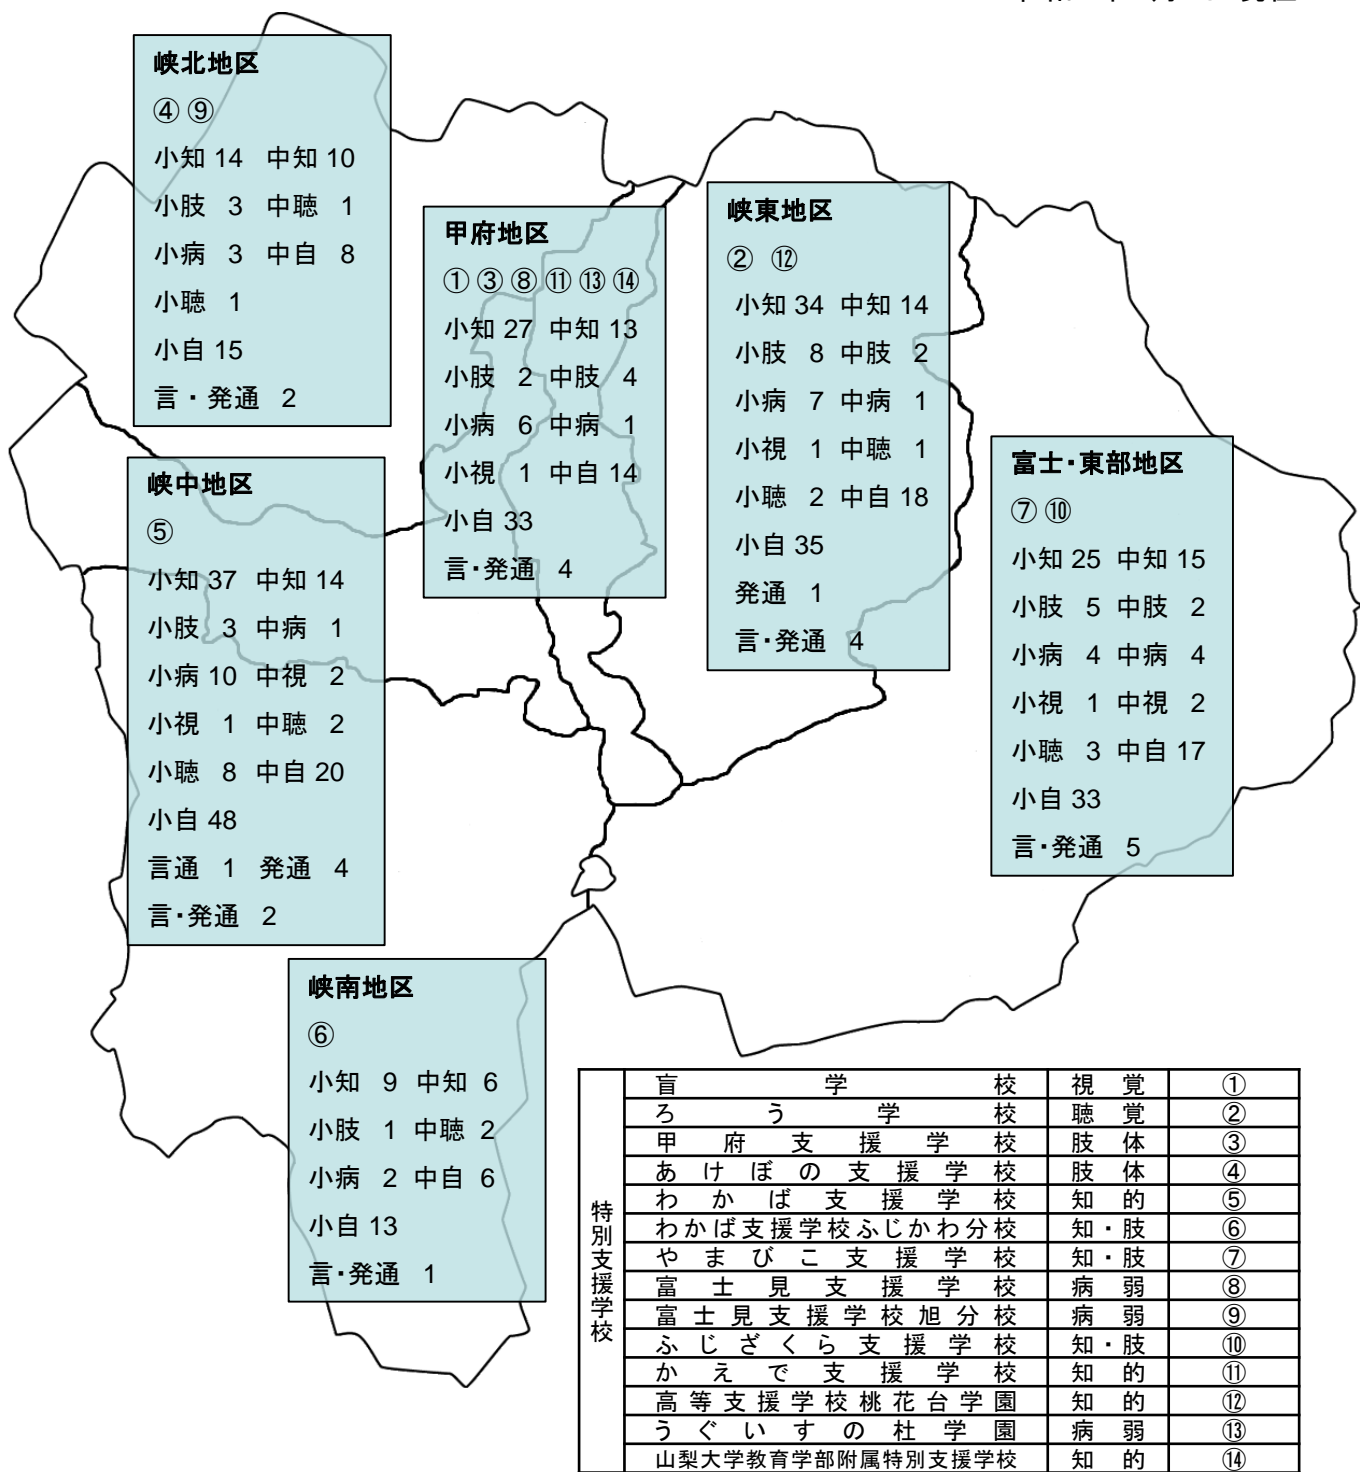 峡北地区
④ ⑨
小知 14 中知 10
小肢 3 中聴 1
小病 3 中自 8
小聴 1
小自 15
言・発通 2
甲府地区
① ③ ⑧ ⑪ ⑬ ⑭
小知 27 中知 13
小肢 2 中肢 4
小病 6 中病 1
小視 1 中自 14
小自 33
言・発通 4
峡東地区
② ⑫
小知 34 中知 14
小肢 8 中肢 2
小病 7 中病 1
小視 1 中聴 1
小聴 2 中自 18
小自 35
発通 1
言・発通 4
峡中地区
⑤
小知 37 中知 14
小肢 3 中病 1
小病 10 中視 2
小視 1 中聴 2
小聴 8 中自 20
小自 48
言通 1 発通 4
言・発通 2
富士・東部地区
⑦ ⑩
小知 25 中知 15
小肢 5 中肢 2
小病 4 中病 4
小視 1 中視 2
小聴 3 中自 17
小自 33
言・発通 5
峡南地区
⑥
小知 9 中知 6
小肢 1 中聴 2
小病 2 中自 6
小自 13
言・発通 1
特別支援学校
盲学校 視覚 ①
ろう学校 聴覚 ②
甲府支援学校 肢体 ③
あけぼの支援学校 肢体 ④
わかば支援学校 知的 ⑤
わかば支援学校ふじかわ分校 知・肢 ⑥
やまびこ支援学校 知・肢 ⑦
富士見支援学校 病弱 ⑧
富士見支援学校旭分校 病弱 ⑨
ふじざくら支援学校 知・肢 ⑩
かえで支援学校 知的 ⑪
高等支援学校桃花台学園 知的 ⑫
うぐいすの杜学園 病弱 ⑬
山梨大学教育学部附属特別支援学校 知的 ⑭